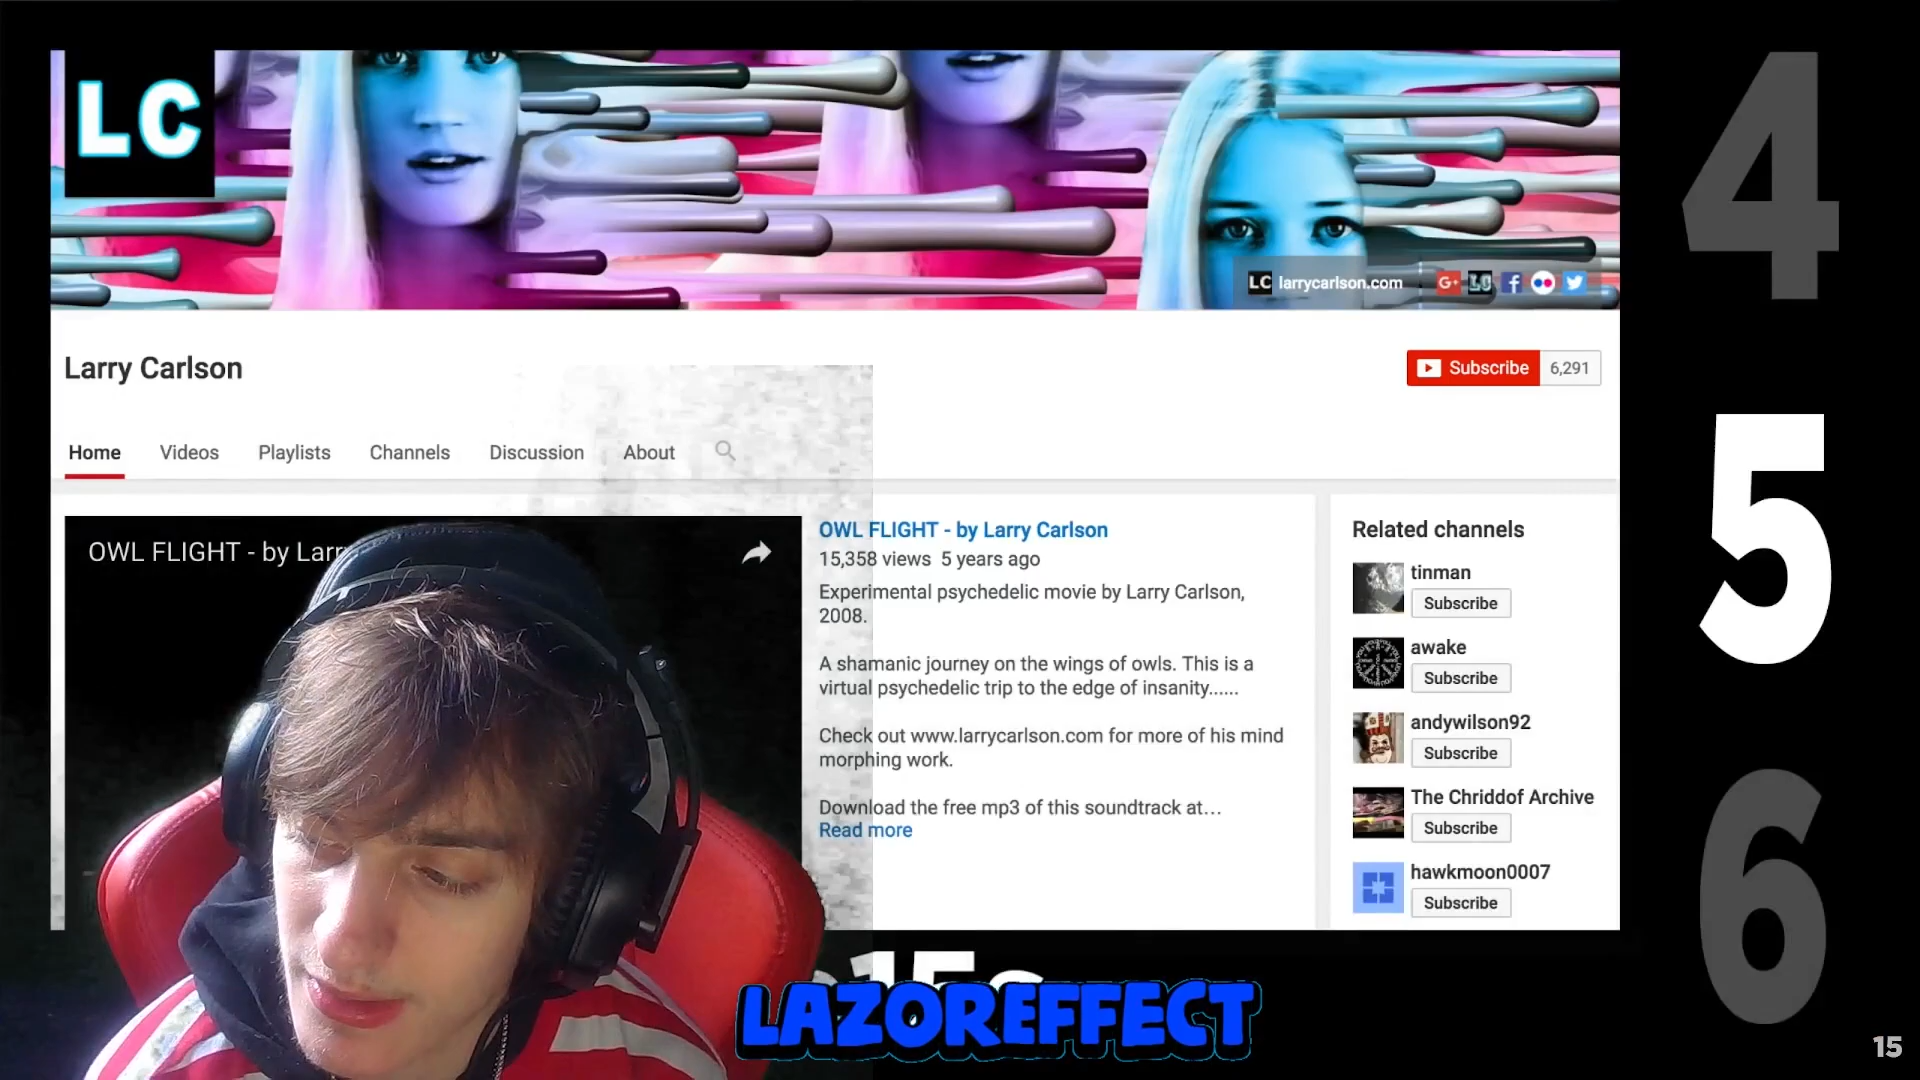 LC
LC larrycarlson.com
Larry Carlson
Subscribe 6,291
Home Videos Playlists Channels Discussion About
OWL FLIGHT - by Larr
OWL FLIGHT - by Larry Carlson
15,358 views 5 years ago
Experimental psychedelic movie by Larry Carlson,
2008.
A shamanic journey on the wings of owls. This is a
virtual psychedelic trip to the edge of insanity......
Check out www.larrycarlson.com for more of his mind
morphing work.
Download the free mp3 of this soundtrack at...
Read more
Related channels
tinman
Subscribe
awake
Subscribe
andywilson92
Subscribe
The Chriddof Archive
Subscribe
hawkmoon0007
Subscribe
4
5
6
LAZOREFFECT
15